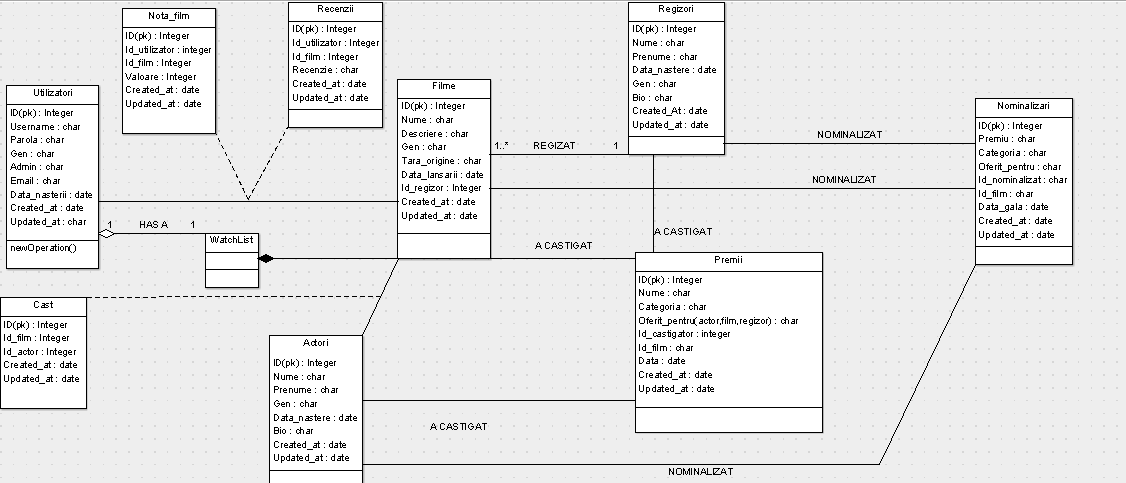 Nota_film
ID(pk) : Integer
Id_utilizator : integer
Id_film : Integer
Valoare : Integer
Created_at : date
Updated_at : date
Recenzii
ID(pk) : Integer
Id_utilizator : Integer
Id_film : Integer
Recenzie : char
Created_at : date
Updated_at : date
Regizori
ID(pk) : Integer
Nume : char
Prenume : char
Data_nastere : date
Gen : char
Bio : char
Created_At : date
Updated_at : date
Utilizatori
ID(pk) : Integer
Username : char
Parola : char
Gen : char
Admin : char
Email : char
Data_nasterii : date
Created_at : date
Updated_at : char
newOperation()
Filme
ID(pk) : Integer
Nume : char
Descriere : char
Gen : char
Tara_origine : char
Data_lansarii : date
Id_regizor : Integer
Created_at : date
Updated_at : date
1..*
REGIZAT
1
NOMINALIZAT
NOMINALIZAT
Nominalizari
ID(pk) : Integer
Premiu : char
Categoria : char
Oferit_pentru : char
Id_nominalizat : char
Id_film : char
Data_gala : date
Created_at : date
Updated_at : date
1
HAS A
1
WatchList
A CASTIGAT
A CASTIGAT
Premii
ID(pk) : Integer
Nume : char
Categoria : char
Oferit_pentru(actor,film,regizor) : char
Id_castigator : integer
Id_film : char
Data : date
Created_at : date
Updated_at : date
Cast
ID(pk) : Integer
Id_film : Integer
Id_actor : Integer
Created_at : date
Updated_at : date
Actori
ID(pk) : Integer
Nume : char
Prenume : char
Gen : char
Data_nastere : date
Bio : char
Created_at : date
Updated_at : date
A CASTIGAT
NOMINALIZAT